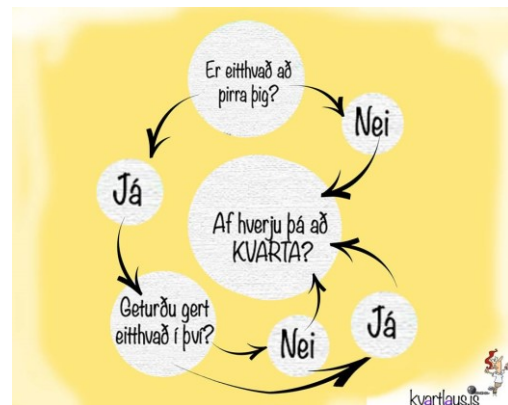 Er eitthvað að
pirra þig?
Nei
Já
Af hverju þá að
KVARTA?
Geturðu gert
eitthvað í því?
Nei
Já
kvartlaus.is